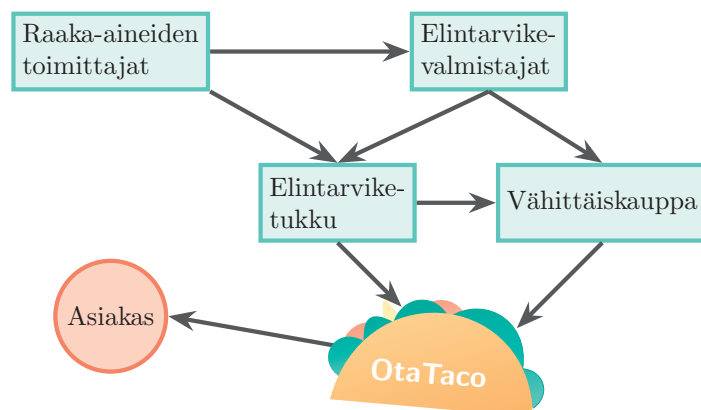 Raaka-aineiden
toimittajat
Elintarvike-
valmistajat
Elintarvike-
tukku
Vähittäiskauppa
Asiakas
OtaTaco